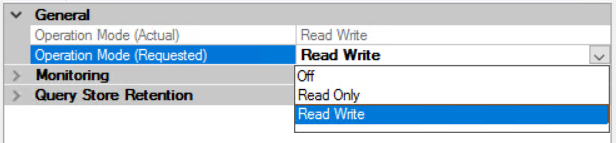 General
Operation Mode (Actual) Read Write
Operation Mode (Requested) Read Write
Monitoring Off
Query Store Retention Read Only
Read Write